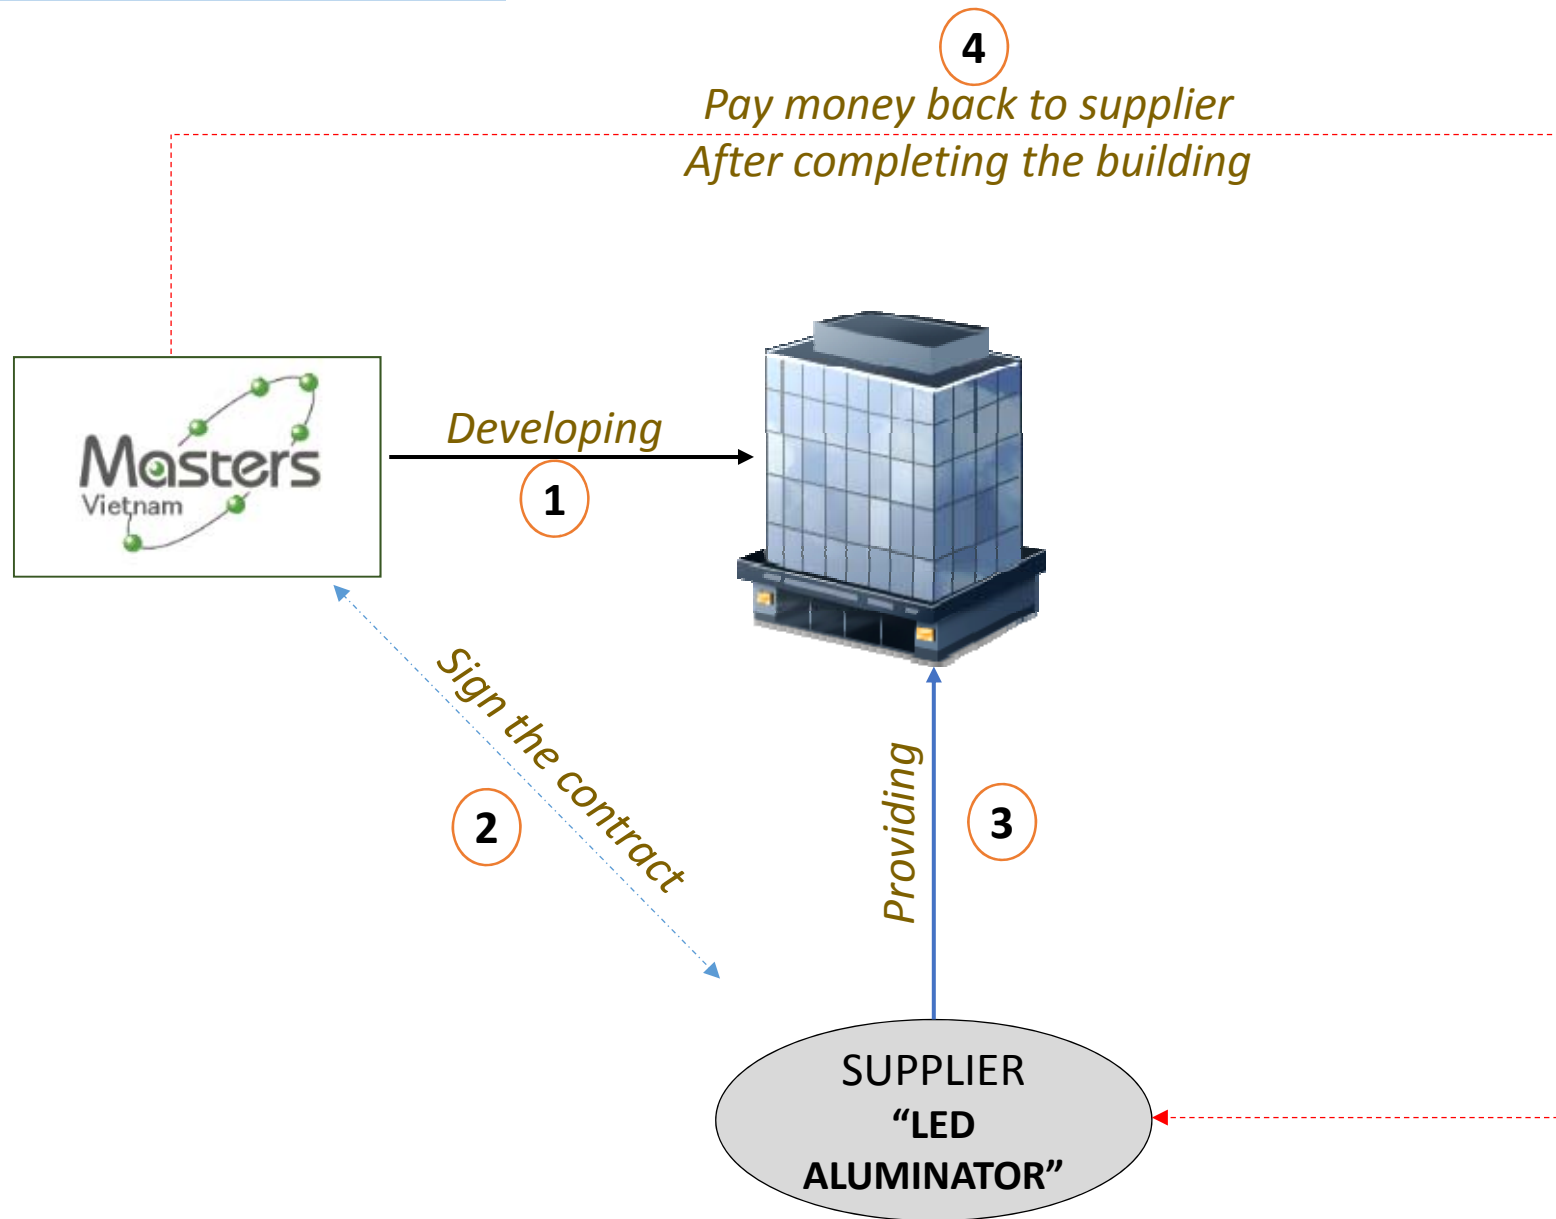 4
Pay money back to supplier
After completing the building
Masters
Vietnam
Developing
1
Sign the contract
2
Providing
3
SUPPLIER
“LED
ALUMINATOR”